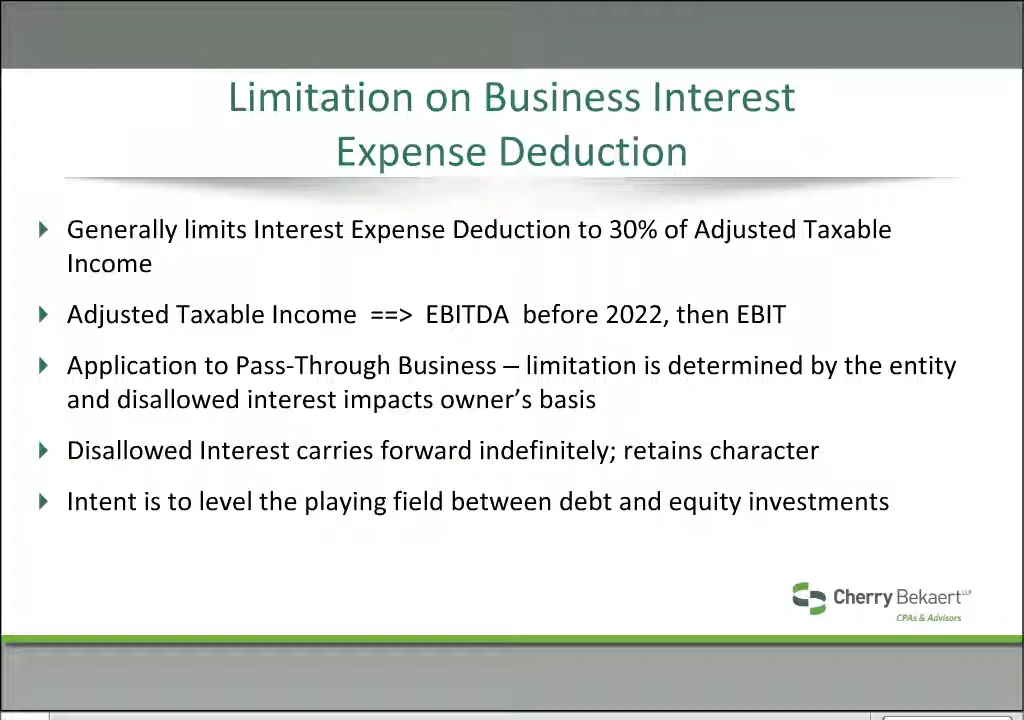 Limitation on Business Interest
Expense Deduction
Generally limits Interest Expense Deduction to 30% of Adjusted Taxable
Income
Adjusted Taxable Income ==> EBITDA before 2022, then EBIT
Application to Pass-Through Business – limitation is determined by the entity
and disallowed interest impacts owner’s basis
Disallowed Interest carries forward indefinitely; retains character
Intent is to level the playing field between debt and equity investments
Cherry Bekaert LLP
CPAs & Advisors